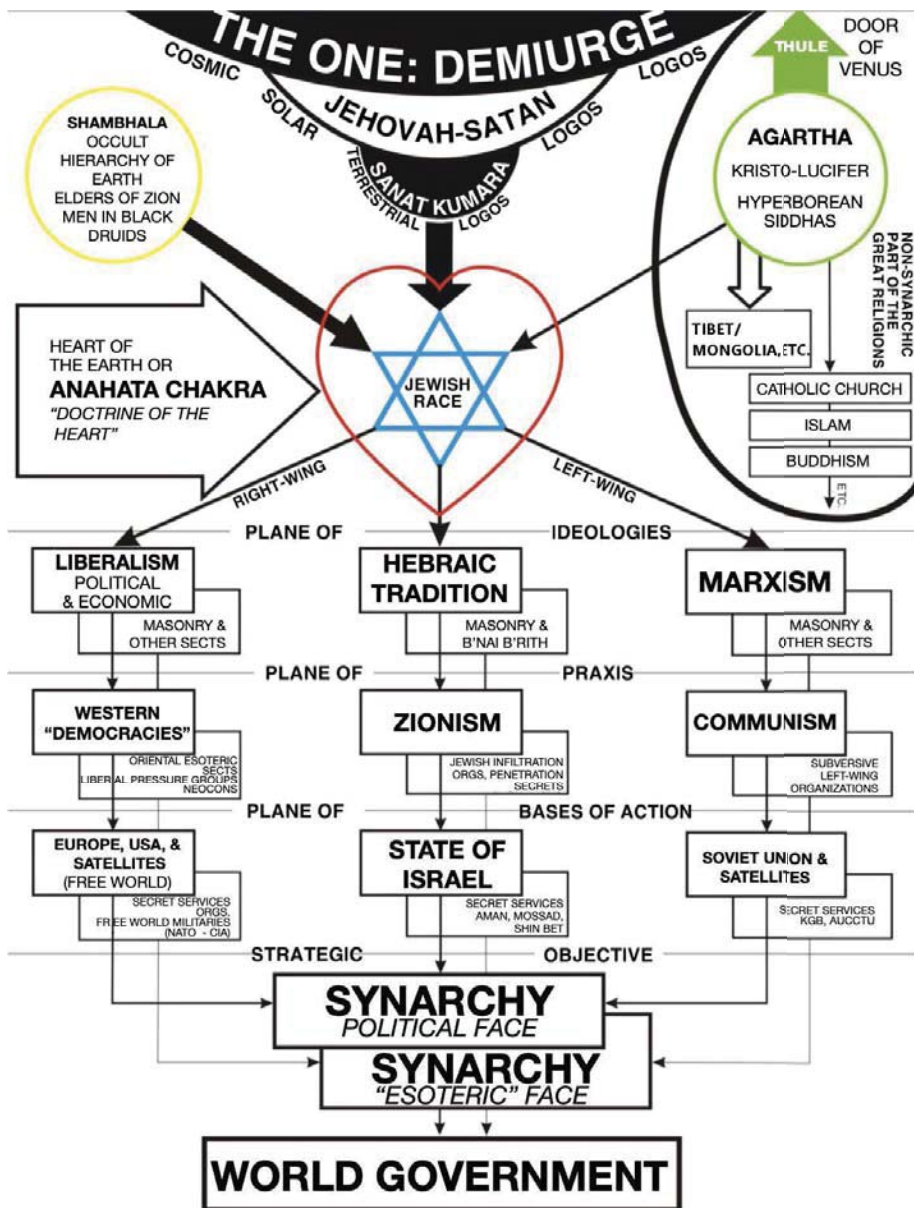 THE ONE: DEMIURGE
COSMIC
LOGOS
JEHOVAH-SATAN
SOLAR
LOGOS
SANAT KUMARA
TERRESTRIAL
LOGOS
SHAMBHALA
OCCULT
HIERARCHY OF
EARTH
ELDERS OF ZION
MEN IN BLACK
DRUIDS
THULE
DOOR
OF
VENUS
AGARTHA
KRISTO-LUCIFER
HYPERBOREAN
SIDDHAS
NON-SYNARCHIC
PART OF THE
GREAT RELIGIONS
TIBET/
MONGOLIA, ETC.
CATHOLIC CHURCH
ISLAM
BUDDHISM
ETC.
HEART OF
THE EARTH OR
ANAHATA CHAKRA
"DOCTRINE OF THE
HEART"
JEWISH
RACE
RIGHT-WING
LEFT-WING
PLANE OF
IDEOLOGIES
LIBERALISM
POLITICAL
& ECONOMIC
MASONRY &
OTHER SECTS
HEBRAIC
TRADITION
MASONRY &
B'NAI B'RITH
MARXISM
MASONRY &
OTHER SECTS
PLANE OF
PRAXIS
WESTERN
"DEMOCRACIES"
ORIENTAL ESOTERIC
SECTS
LIBERIAL PRESSURE GROUPS
NEOCONS
ZIONISM
JEWISH INFILTRATION
ORGS, PENETRATION
SECRETS
COMMUNISM
SUBVERSIVE
LEFT-WING
ORGANIZATIONS
PLANE OF
BASES OF ACTION
EUROPE, USA, &
SATELLITES
(FREE WORLD)
SECRET SERVICES
ORGS.
FREE WORLD MILITARIES
(NATO - CIA)
STATE OF
ISRAEL
SECRET SERVICES
AMAN, MOSSAD,
SHIN BET
SOVIET UNION &
SATELLITES
SECRET SERVICES
KGB, AUCCTU
STRATEGIC
OBJECTIVE
SYNARCHY
POLITICAL FACE
SYNARCHY
"ESOTERIC" FACE
WORLD GOVERNMENT